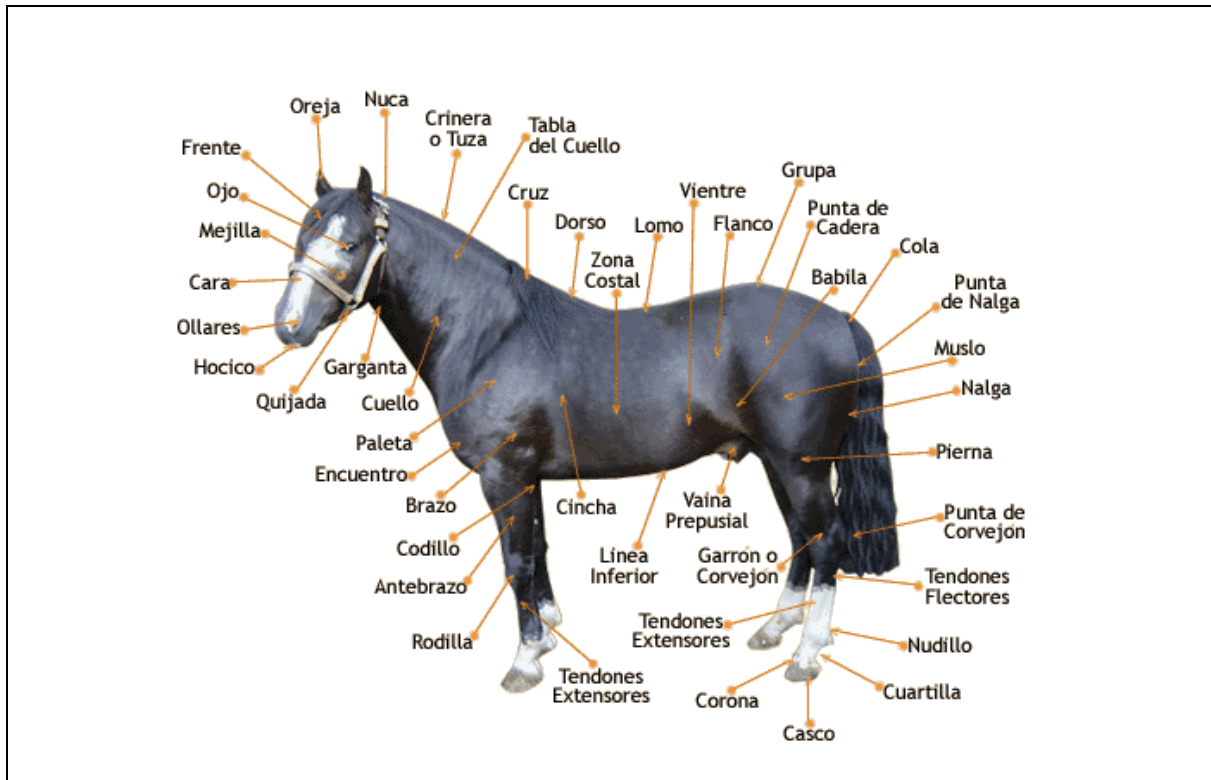 Oreja
Nuca
Crinera
o Tuza
Tabla
del Cuello
Frente
Ojo
Mejilla
Cara
Ollares
Hocico
Quijada
Garganta
Cuello
Paleta
Encuentro
Brazo
Codillo
Antebrazo
Rodilla
Cruz
Dorso
Zona
Costal
Lomo
Vientre
Flanco
Grupa
Punta de
Cadera
Babila
Cola
Punta
de Nalga
Muslo
Nalga
Pierna
Punta de
Corvejón
Tendones
Flectores
Nudillo
Cuartilla
Casco
Corona
Tendones
Extensores
Garrón o
Corvejón
Vaina
Prepusial
Linea
Inferior
Cincha
Tendones
Extensores